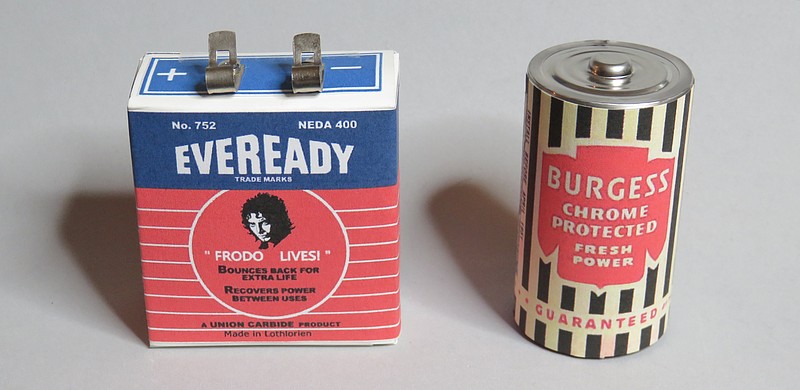 + −
No. 752 NEDA 400
EVEREADY
TRADE MARKS
"FRODO LIVES!"
BOUNCES BACK FOR
EXTRA LIFE
RECOVERS POWER
BETWEEN USES
A UNION CARBIDE PRODUCT
Made in Lothlorien
BURGESS
CHROME
PROTECTED
FRESH
POWER
GUARANTEED